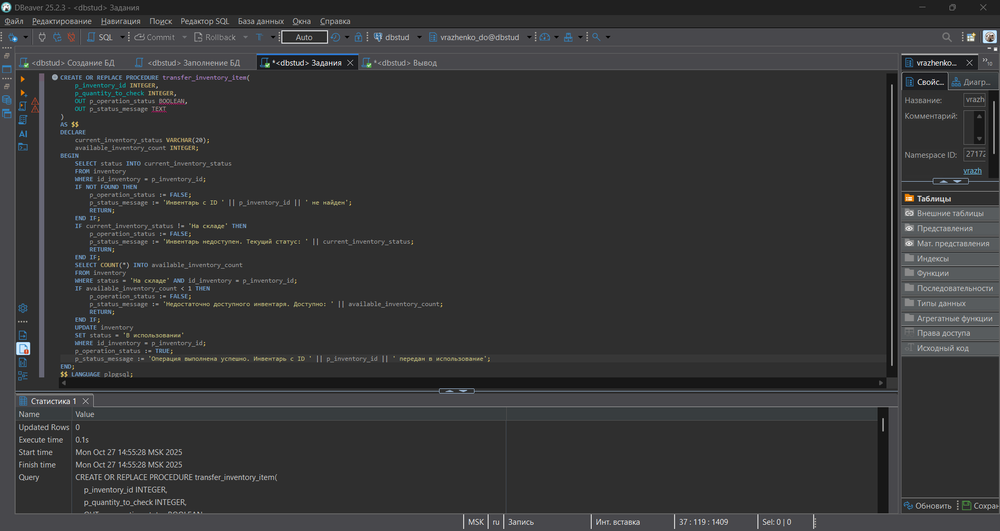 DBeaver 25.2.3 - <dbstud> Задания
Файл Редактирование Навигация Поиск Редактор SQL База данных Окна Справка
SQL Commit Rollback Auto dbstud vrazhenko_do@dbstud
<dbstud> Создание БД
<dbstud> Заполнение БД
*<dbstud> Задания
*<dbstud> Вывод
CREATE OR REPLACE PROCEDURE transfer_inventory_item(
    p_inventory_id INTEGER,
    p_quantity_to_check INTEGER,
    OUT p_operation_status BOOLEAN,
    OUT p_status_message TEXT
)
AS $$
DECLARE
    current_inventory_status VARCHAR(20);
    available_inventory_count INTEGER;
BEGIN
    SELECT status INTO current_inventory_status
    FROM inventory
    WHERE id_inventory = p_inventory_id;
    IF NOT FOUND THEN
        p_operation_status := FALSE;
        p_status_message := 'Инвентарь с ID ' || p_inventory_id || ' не найден';
        RETURN;
    END IF;
    IF current_inventory_status != 'На складе' THEN
        p_operation_status := FALSE;
        p_status_message := 'Инвентарь недоступен. Текущий статус: ' || current_inventory_status;
        RETURN;
    END IF;
    SELECT COUNT(*) INTO available_inventory_count
    FROM inventory
    WHERE status = 'На складе' AND id_inventory = p_inventory_id;
    IF available_inventory_count < 1 THEN
        p_operation_status := FALSE;
        p_status_message := 'Недостаточно доступного инвентаря. Доступно: ' || available_inventory_count;
        RETURN;
    END IF;
    UPDATE inventory
    SET status = 'В использовании'
    WHERE id_inventory = p_inventory_id;
    p_operation_status := TRUE;
    p_status_message := 'Операция выполнена успешно. Инвентарь с ID ' || p_inventory_id || ' передан в использование';
END;
$$ LANGUAGE plpgsql;
AI
Статистика 1
Name Value
Updated Rows 0
Execute time 0.1s
Start time Mon Oct 27 14:55:28 MSK 2025
Finish time Mon Oct 27 14:55:28 MSK 2025
Query CREATE OR REPLACE PROCEDURE transfer_inventory_item(
p_inventory_id INTEGER,
p_quantity_to_check INTEGER,
vrazhenko...
10
Свойс...
Диагр...
Название: vrazh
Комментарий:
Namespace ID: 27172
vrazh
Таблицы
Внешние таблицы
Представления
Мат. представления
Индексы
Функции
Последовательности
Типы данных
Агрегатные функции
Права доступа
Исходный код
Обновить Сохран
MSK ru Запись Инт. вставка 37 : 119 : 1409 Sel: 0 | 0